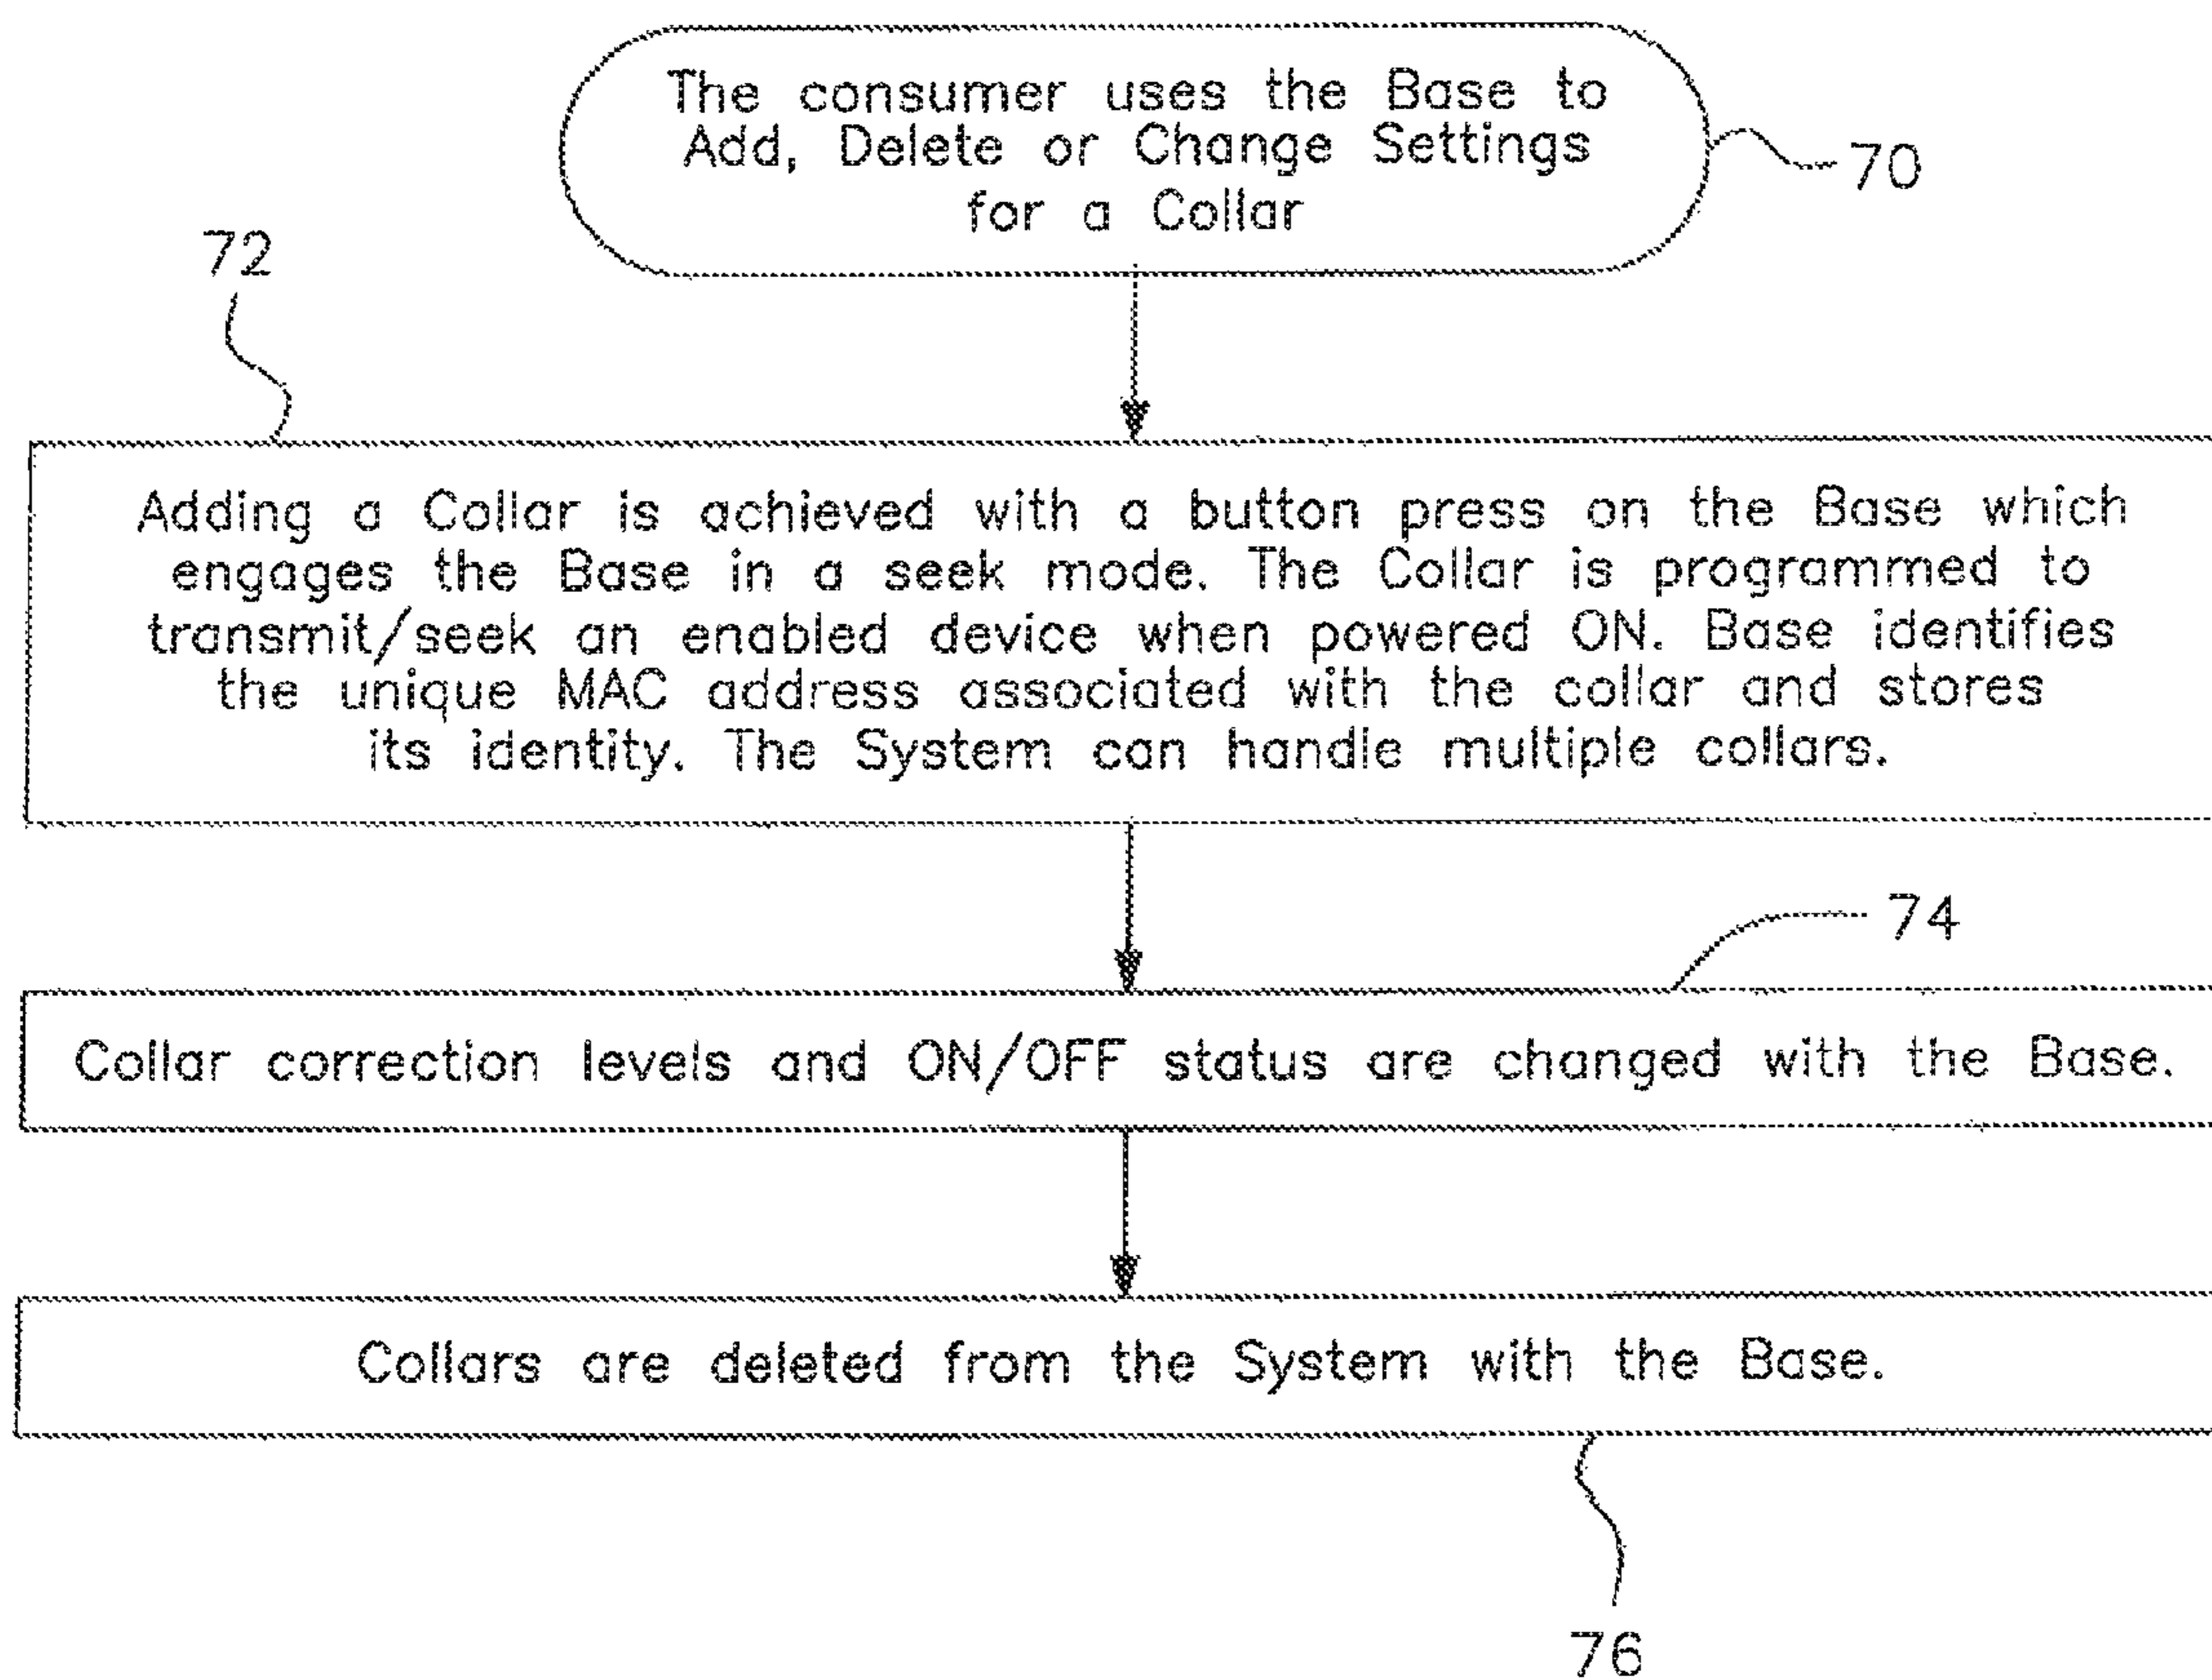 The consumer uses the Base to
Add, Delete or Change Settings
for a Collar
70
72
Adding a Collar is achieved with a button press on the Base which
engages the Base in a seek mode. The Collar is programmed to
transmit/seek an enabled device when powered ON. Base identifies
the unique MAC address associated with the collar and stores
its identity. The System can handle multiple collars.
74
Collar correction levels and ON/OFF status are changed with the Base.
Collars are deleted from the System with the Base.
76